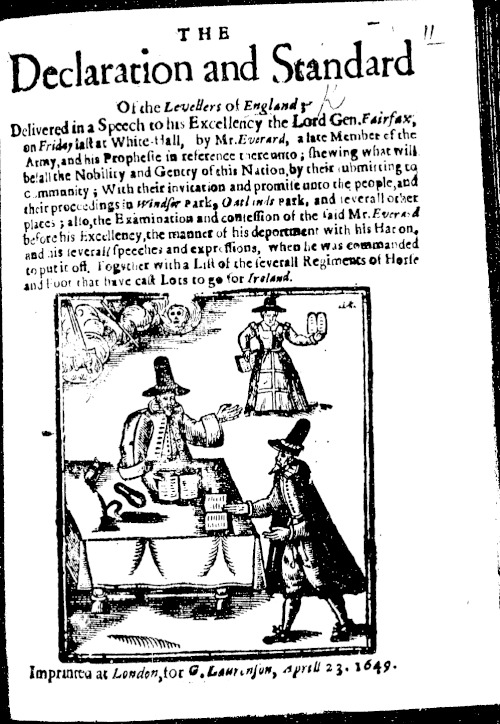 THE
Declaration and Standard
Of the Levellers of England;
Delivered in a Speech to his Excellency the Lord Gen. Fairfax,
on Friday last at White-Hall, by Mr. Everard, a late Member of the
Army, and his Prophesie in reference thereunto; shewing what will
befall the Nobility and Gentry of this Nation, by their submitting to
community; With their invitation and promise unto the people, and
their proceedings in Windsor Park, Oatlands Park, and severall other
places; also, the Examination and confession of the said Mr. Everard
before his Excellency, the manner of his deportment with his Hat on,
and his severall speeches and expressions, when he was commanded
to put it off. Together with a List of the severall Regiments of Horse
and Foot that have cast Lots to go for Ireland.
Imprinted at London, for G. Laurenson, Aprill 23. 1649.